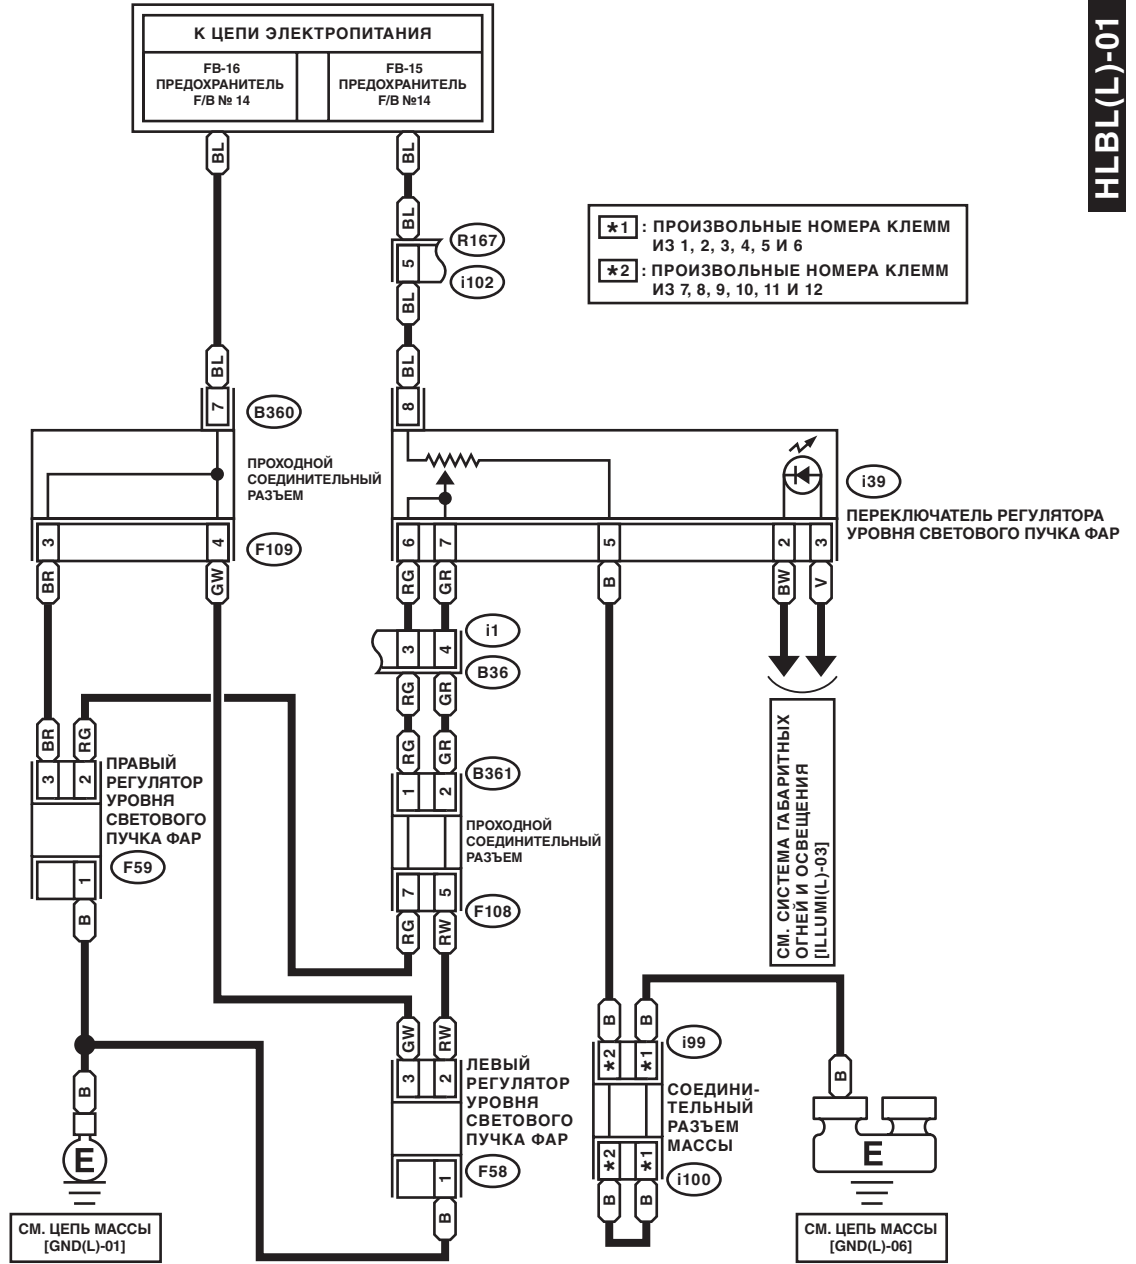 HLBL(L)-01
К ЦЕПИ ЭЛЕКТРОПИТАНИЯ
FB-16
ПРЕДОХРАНИТЕЛЬ
F/B № 14
FB-15
ПРЕДОХРАНИТЕЛЬ
F/B №14
BL
BL
BL
5
R167
i102
BL
*1 : ПРОИЗВОЛЬНЫЕ НОМЕРА КЛЕММ
ИЗ 1, 2, 3, 4, 5 И 6
*2 : ПРОИЗВОЛЬНЫЕ НОМЕРА КЛЕММ
ИЗ 7, 8, 9, 10, 11 И 12
BL
BL
7
B360
8
ПРОХОДНОЙ
СОЕДИНИТЕЛЬНЫЙ
РАЗЪЕМ
i39
ПЕРЕКЛЮЧАТЕЛЬ РЕГУЛЯТОРА
УРОВНЯ СВЕТОВОГО ПУЧКА ФАР
3
4
F109
6
7
5
2
3
BR
GW
RG
GR
B
BW
V
3
4
i1
B36
RG
GR
BR
RG
RG
GR
3
2
ПРАВЫЙ
РЕГУЛЯТОР
УРОВНЯ
СВЕТОВОГО
ПУЧКА ФАР
1
2
B361
ПРОХОДНОЙ
СОЕДИНИТЕЛЬНЫЙ
РАЗЪЕМ
СМ. СИСТЕМА ГАБАРИТНЫХ
ОГНЕЙ И ОСВЕЩЕНИЯ
[ILLUMI(L)-03]
1
F59
7
5
F108
B
RG
RW
GW
RW
B
B
3
2
ЛЕВЫЙ
РЕГУЛЯТОР
УРОВНЯ
СВЕТОВОГО
ПУЧКА ФАР
*2
*1
i99
СОЕДИНИ-
ТЕЛЬНЫЙ
РАЗЪЕМ
МАССЫ
B
B
E
1
F58
*2
*1
i100
E
B
B
B
СМ. ЦЕПЬ МАССЫ
[GND(L)-01]
СМ. ЦЕПЬ МАССЫ
[GND(L)-06]